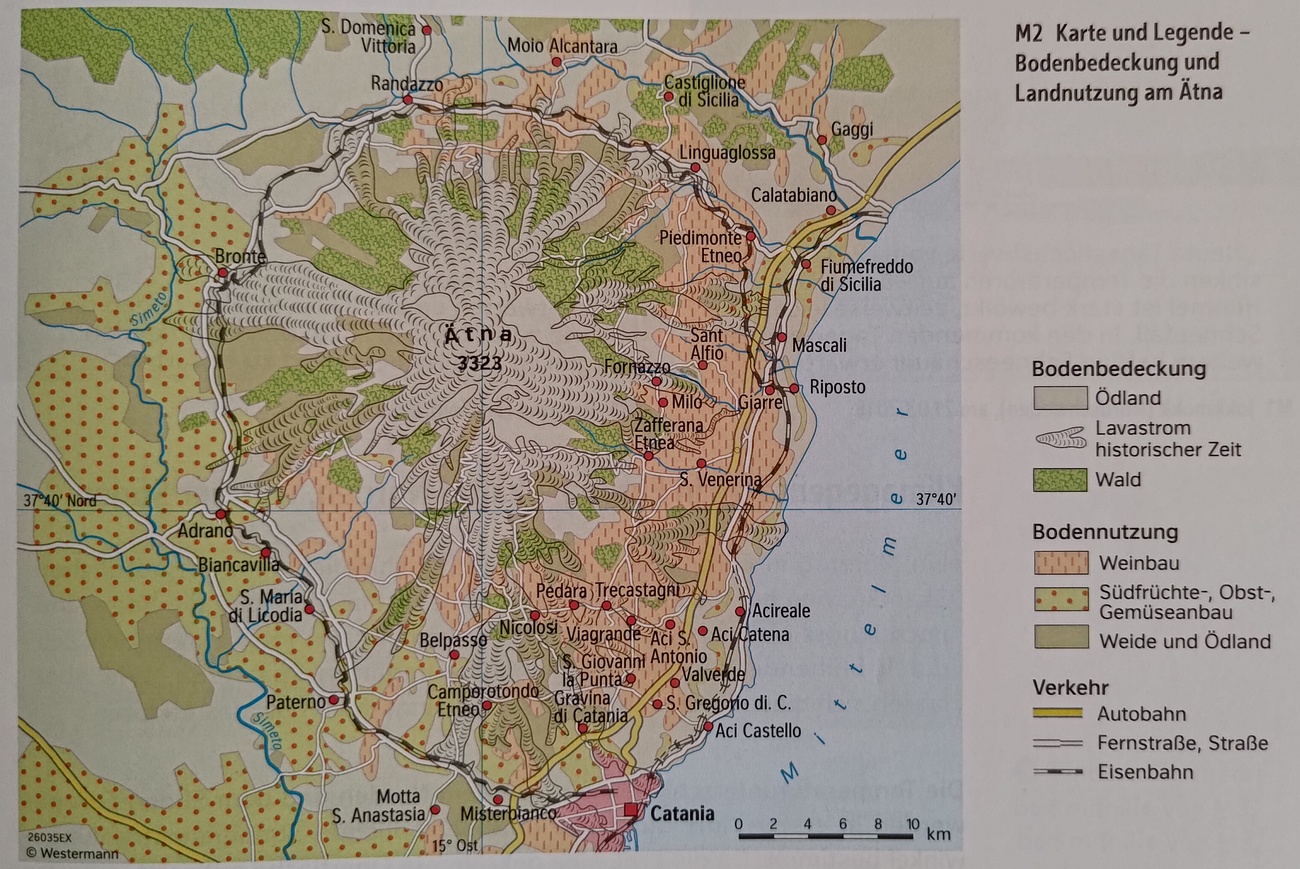 M2 Karte und Legende –
Bodenbedeckung und
Landnutzung am Ätna
S. Domenica
Vittoria
Moio Alcantara
Randazzo
Castiglione
di Sicilia
Gaggi
Linguaglossa
Calatabiano
Piedimonte
Etneo
Bronte
Fiumefreddo
di Sicilia
Simeto
Ätna
3323
Sant
Alfio
Mascali
Fornazzo
Riposto
Milo
Giarre
Zafferana
Etnea
S. Venerina
37°40' Nord
37°40'
Adrano
Biancavilla
S. Maria
di Licodia
Pedara
Trecastagni
Acireale
Nicolosi
Viagrande
Aci S.
Antonio
Aci Catena
Belpasso
S. Giovanni
la Punta
Valverde
Paterno
Camporotondo
Etneo
Gravina
di Catania
S. Gregorio di. C.
Simeto
Aci Castello
Mittelmeer
Motta
S. Anastasia
Misterbianco
Catania
0 2 4 6 8 10 km
26035EX
© Westermann
15° Ost
Bodenbedeckung
Ödland
Lavastrom
historischer Zeit
Wald
Bodennutzung
Weinbau
Südfrüchte-, Obst-,
Gemüseanbau
Weide und Ödland
Verkehr
Autobahn
Fernstraße, Straße
Eisenbahn